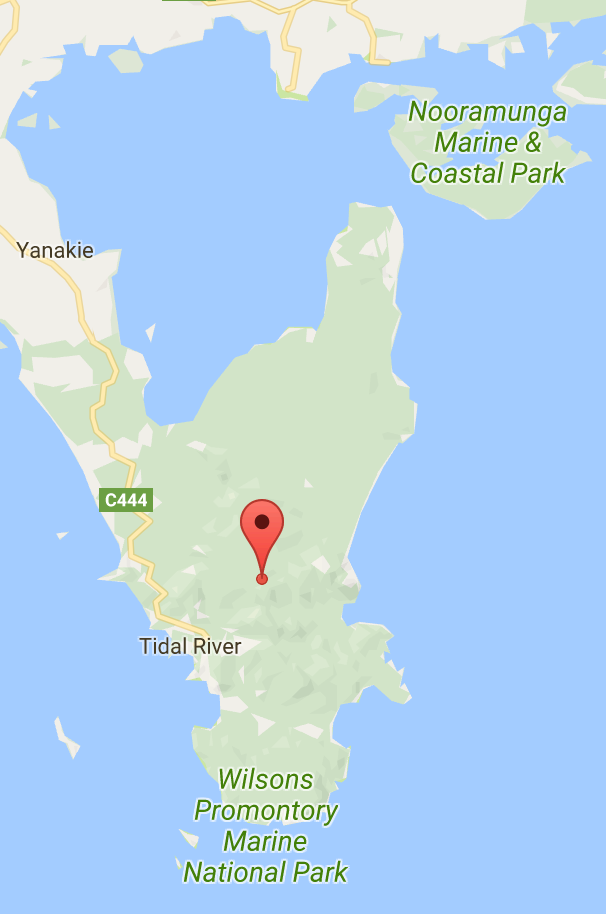 Nooramunga
Marine &
Coastal Park
Yanakie
C444
Tidal River
Wilsons
Promontory
Marine
National Park